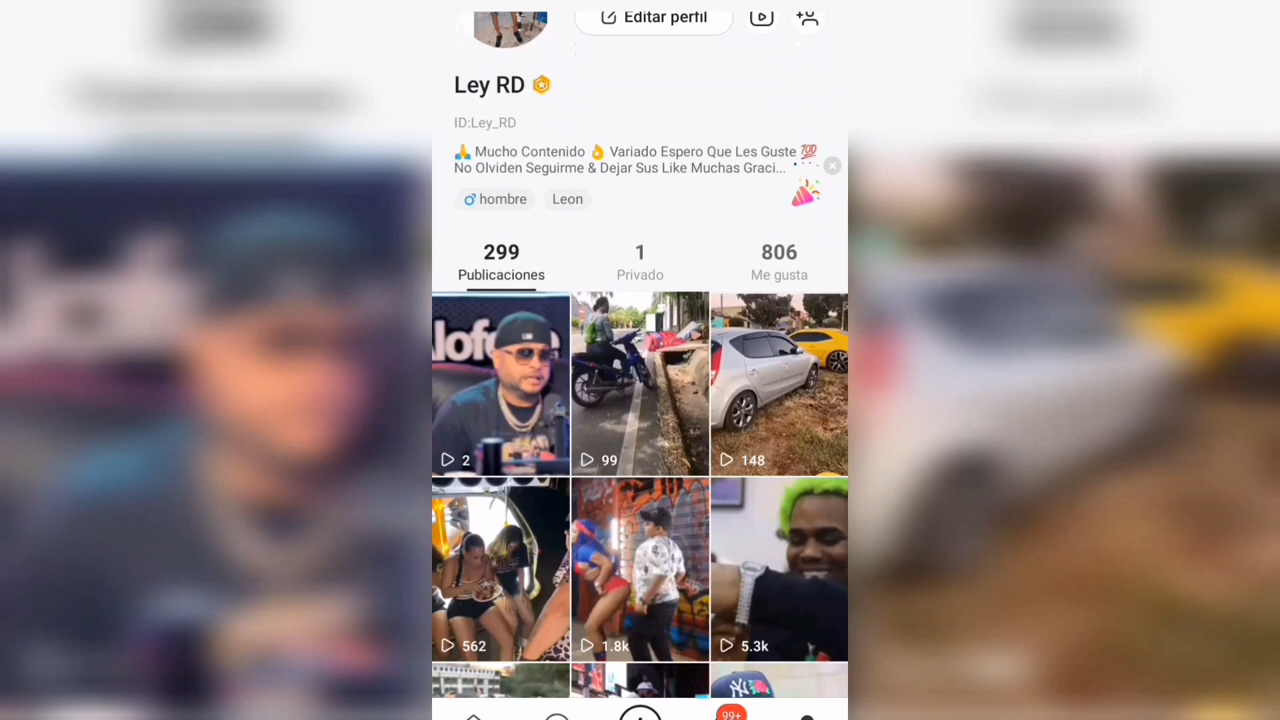 Editar perfil
Ley RD
ID:Ley_RD
🙏 Mucho Contenido 👌 Variado Espero Que Les Guste 💯
No Olviden Seguirme & Dejar Sus Like Muchas Graci...
hombre
Leon
299
1
806
Publicaciones
Privado
Me gusta
2
99
148
562
1.8k
5.3k
99+